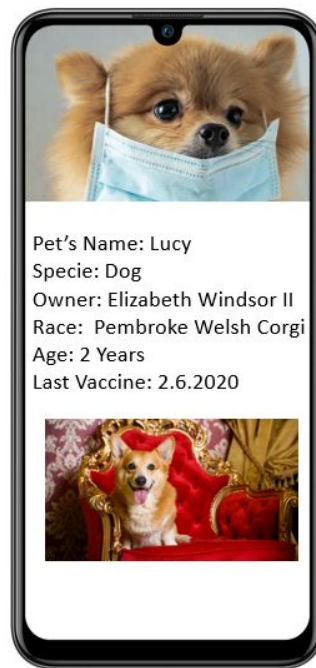 Pet's Name: Lucy
Specie: Dog
Owner: Elizabeth Windsor II
Race:  Pembroke Welsh Corgi
Age: 2 Years
Last Vaccine: 2.6.2020